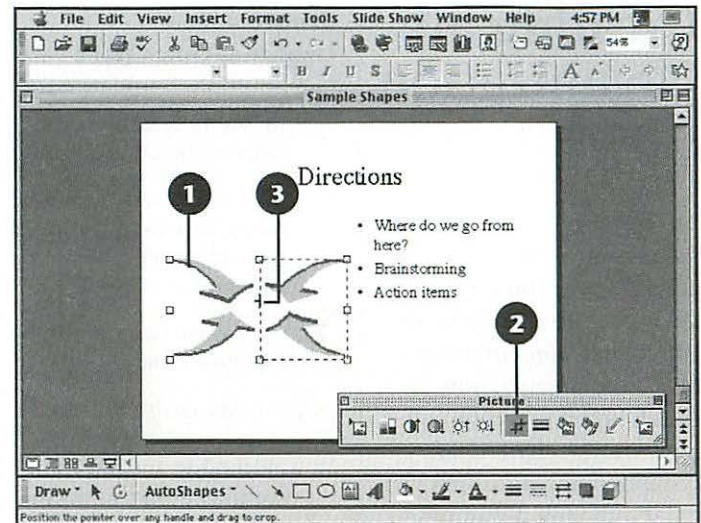 File Edit View Insert Format Tools Slide Show Window Help 4:57 PM
54%
B I U S A A
Sample Shapes
Directions
1
3
• Where do we go from
here?
• Brainstorming
• Action items
2
Picture
Draw AutoShapes A
Position the pointer over any handle and drag to crop.